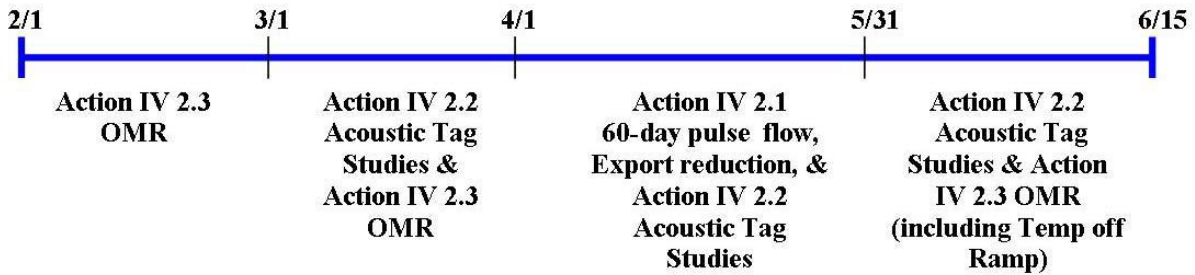 2/1 3/1 4/1 5/31 6/15
Action IV 2.3
OMR
Action IV 2.2
Acoustic Tag
Studies &
Action IV 2.3
OMR
Action IV 2.1
60-day pulse flow,
Export reduction, &
Action IV 2.2
Acoustic Tag
Studies
Action IV 2.2
Acoustic Tag
Studies & Action
IV 2.3 OMR
(including Temp off
Ramp)